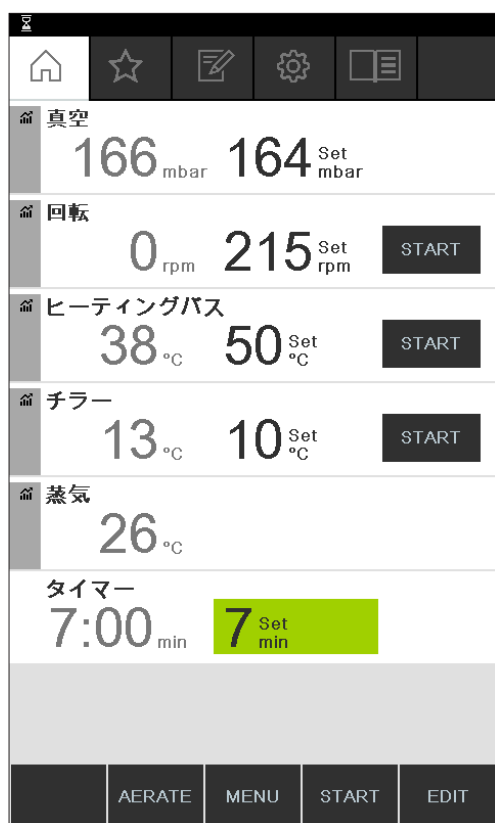 真空
166 mbar 164 Set mbar
回転
0 rpm 215 Set rpm START
ヒーティングバス
38 °C 50 Set °C START
チラー
13 °C 10 Set °C START
蒸気
26 °C
タイマー
7:00 min 7 Set min
AERATE MENU START EDIT